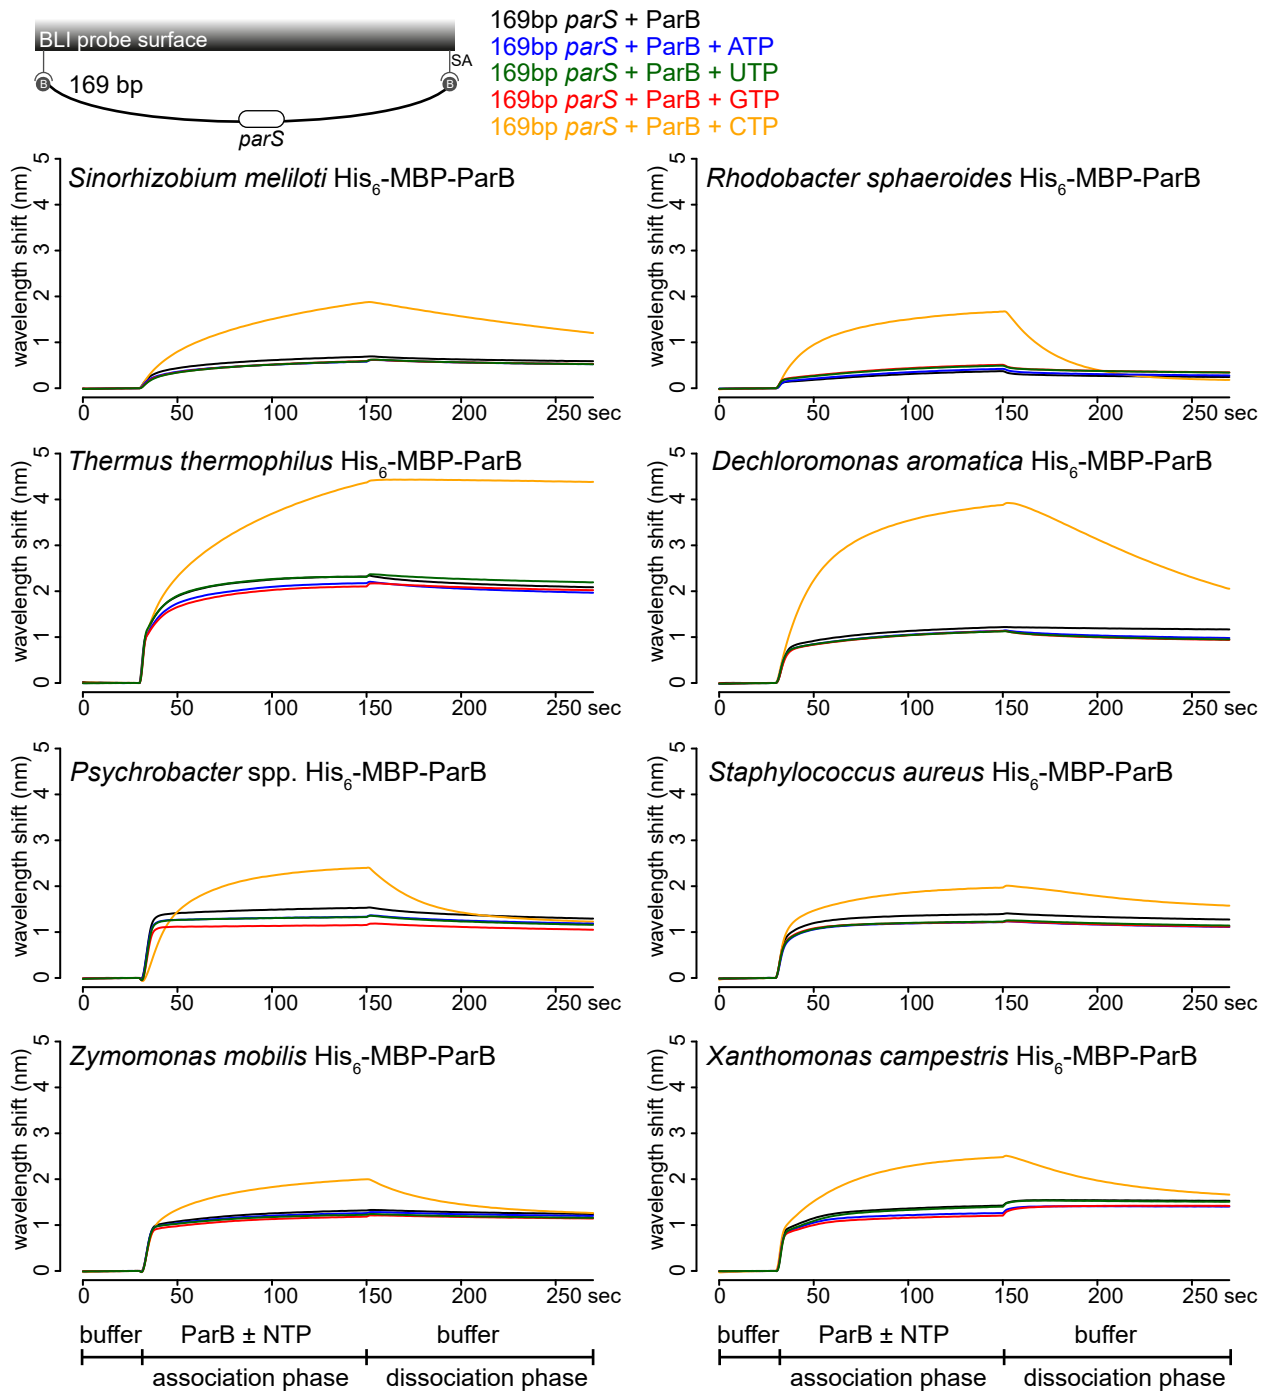 BLI probe surface
SA
B
B
169 bp
parS
169bp parS + ParB
169bp parS + ParB + ATP
169bp parS + ParB + UTP
169bp parS + ParB + GTP
169bp parS + ParB + CTP
Sinorhizobium meliloti His6-MBP-ParB
wavelength shift (nm)
0 1 2 3 4 5
0 50 100 150 200 250 sec
Rhodobacter sphaeroides His6-MBP-ParB
wavelength shift (nm)
0 1 2 3 4 5
0 50 100 150 200 250 sec
Thermus thermophilus His6-MBP-ParB
wavelength shift (nm)
0 1 2 3 4 5
0 50 100 150 200 250 sec
Dechloromonas aromatica His6-MBP-ParB
wavelength shift (nm)
0 1 2 3 4 5
0 50 100 150 200 250 sec
Psychrobacter spp. His6-MBP-ParB
wavelength shift (nm)
0 1 2 3 4 5
0 50 100 150 200 250 sec
Staphylococcus aureus His6-MBP-ParB
wavelength shift (nm)
0 1 2 3 4 5
0 50 100 150 200 250 sec
Zymomonas mobilis His6-MBP-ParB
wavelength shift (nm)
0 1 2 3 4 5
0 50 100 150 200 250 sec
Xanthomonas campestris His6-MBP-ParB
wavelength shift (nm)
0 1 2 3 4 5
0 50 100 150 200 250 sec
buffer ParB ± NTP buffer
association phase dissociation phase
buffer ParB ± NTP buffer
association phase dissociation phase